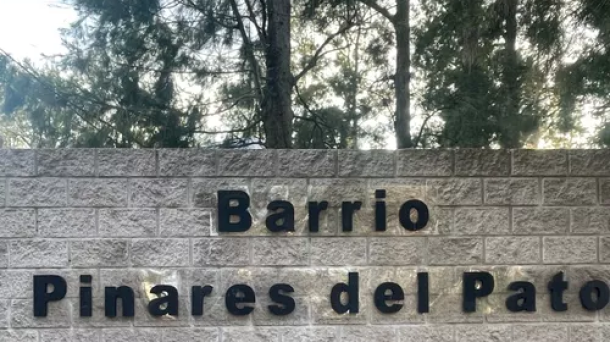 Barrio
Pinares del Pato